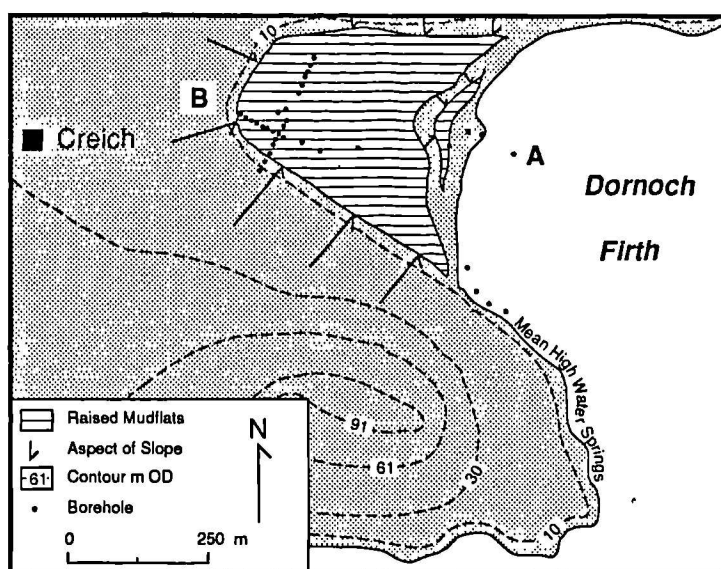 10
B
Creich
A
Dornoch
Firth
Mean High Water Springs
91
61
30
10
Raised Mudflats
Aspect of Slope
61 Contour m OD
Borehole
0 250 m
N